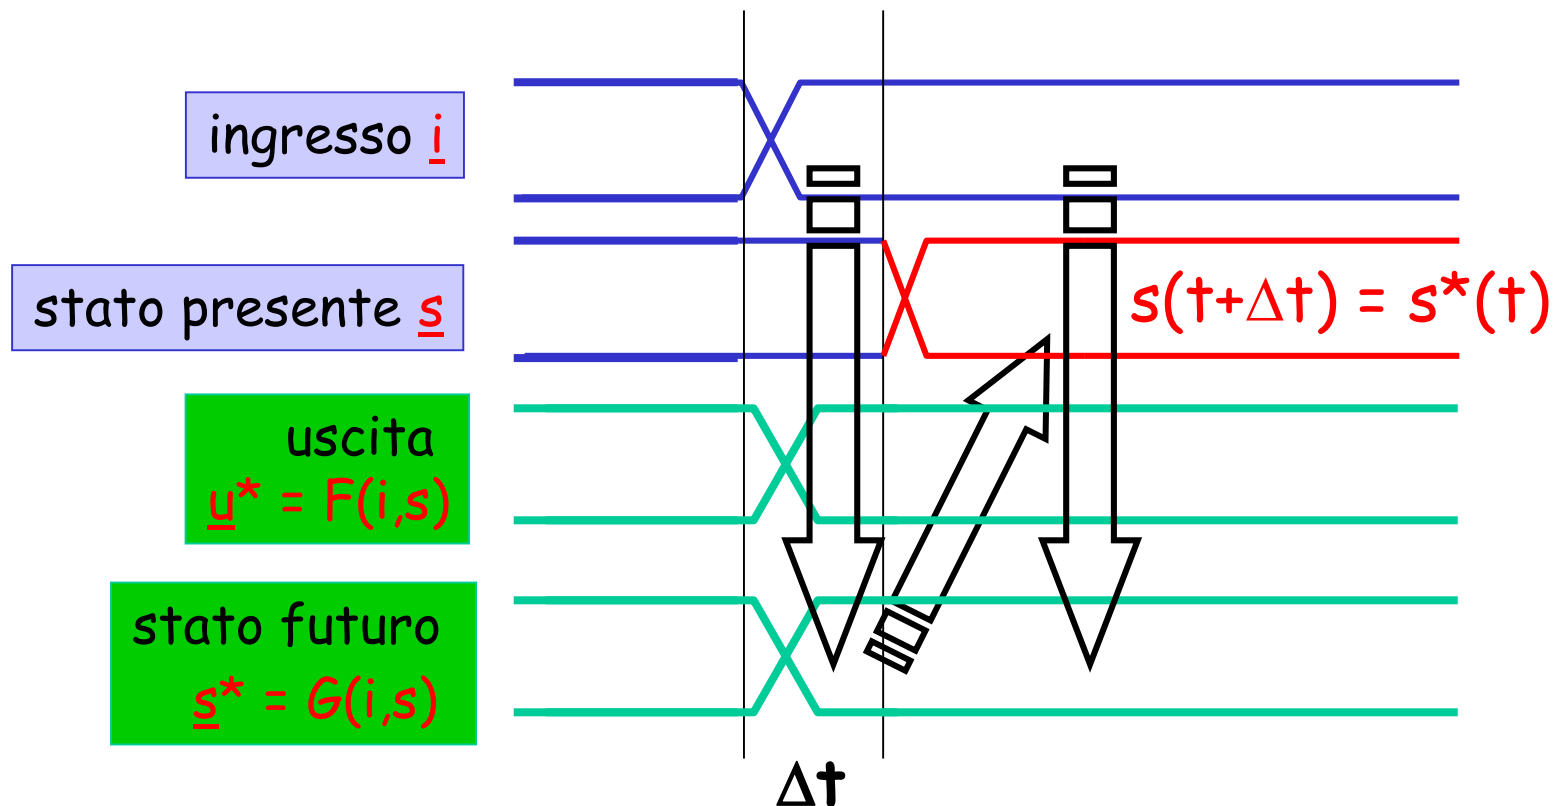 ingresso i
stato presente s
s(t+Δt) = s*(t)
uscita
u* = F(i,s)
stato futuro
s* = G(i,s)
Δt